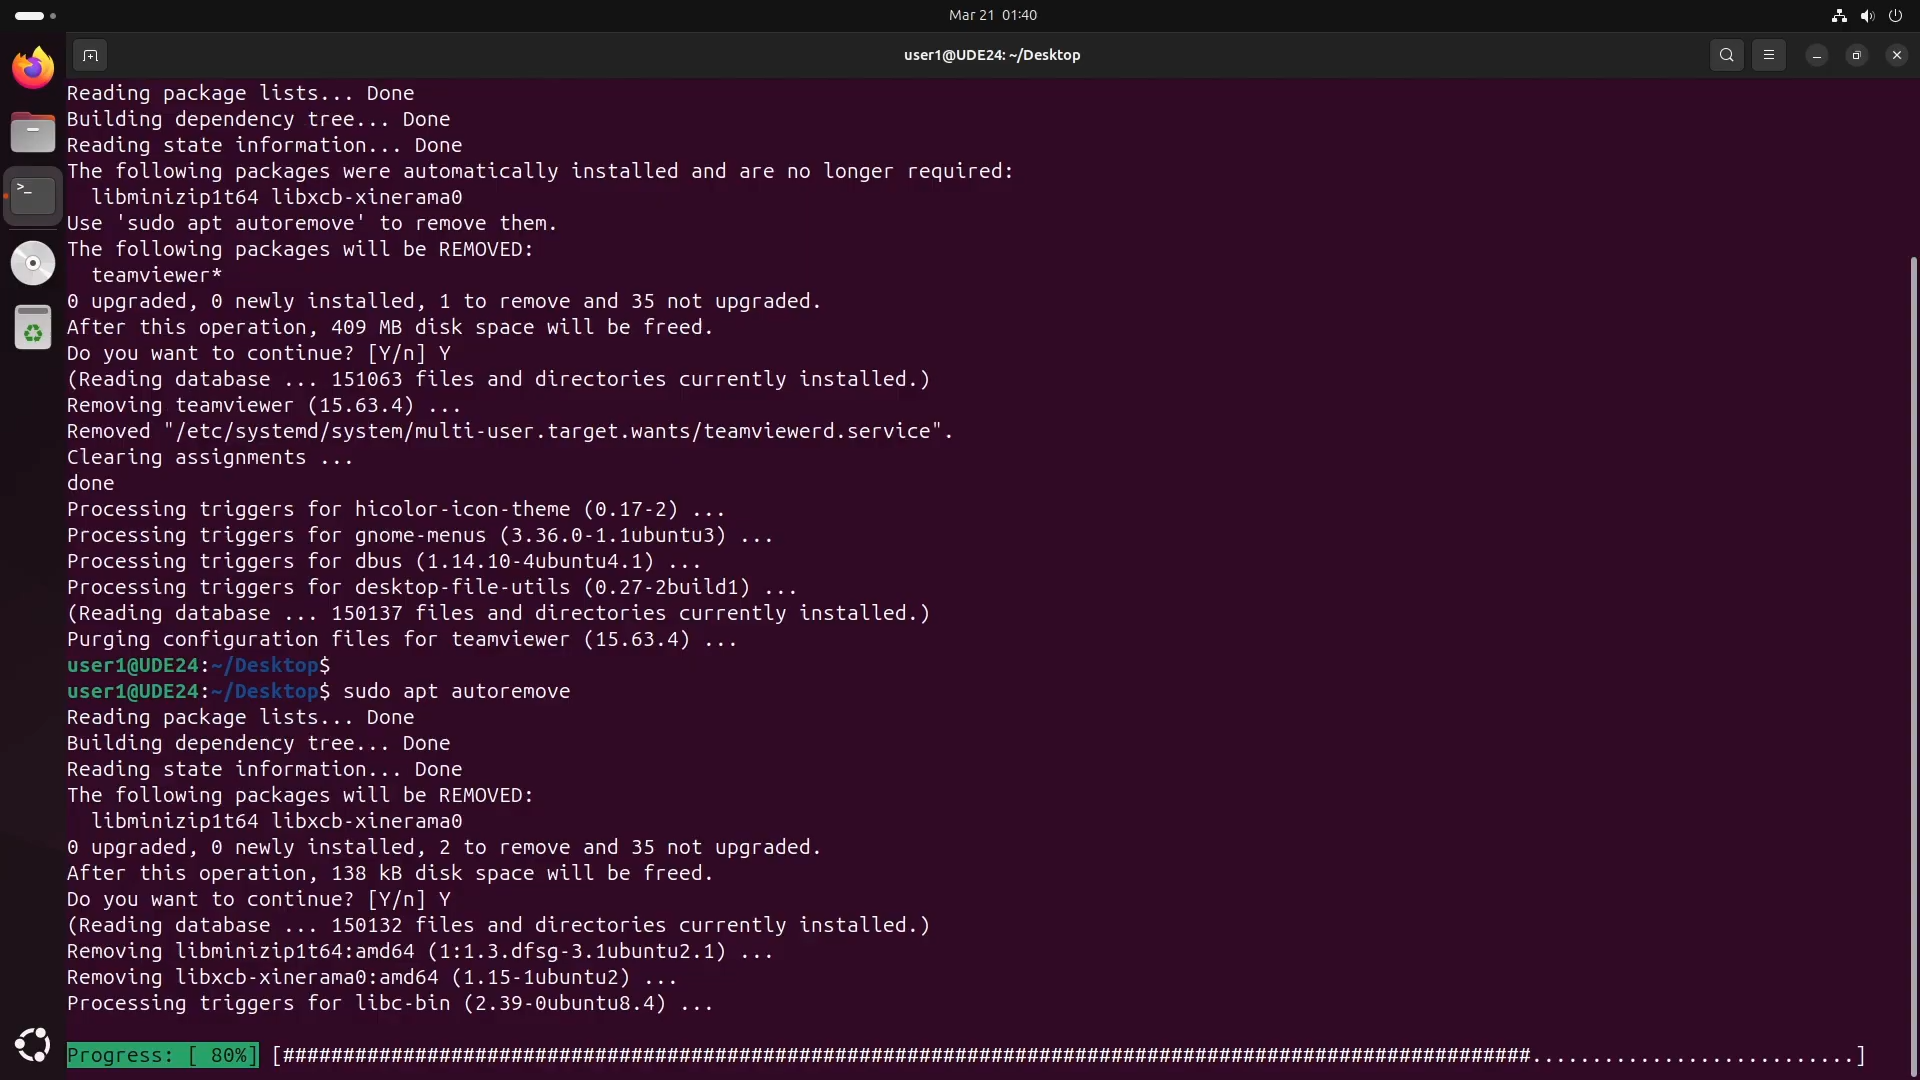 Mar 21 01:40
user1@UDE24: ~/Desktop
Reading package lists... Done
Building dependency tree... Done
Reading state information... Done
The following packages were automatically installed and are no longer required:
  libminizip1t64 libxcb-xinerama0
Use 'sudo apt autoremove' to remove them.
The following packages will be REMOVED:
  teamviewer*
0 upgraded, 0 newly installed, 1 to remove and 35 not upgraded.
After this operation, 409 MB disk space will be freed.
Do you want to continue? [Y/n] Y
(Reading database ... 151063 files and directories currently installed.)
Removing teamviewer (15.63.4) ...
Removed "/etc/systemd/system/multi-user.target.wants/teamviewerd.service".
Clearing assignments ...
done
Processing triggers for hicolor-icon-theme (0.17-2) ...
Processing triggers for gnome-menus (3.36.0-1.1ubuntu3) ...
Processing triggers for dbus (1.14.10-4ubuntu4.1) ...
Processing triggers for desktop-file-utils (0.27-2build1) ...
(Reading database ... 150137 files and directories currently installed.)
Purging configuration files for teamviewer (15.63.4) ...
user1@UDE24:~/Desktop$
user1@UDE24:~/Desktop$ sudo apt autoremove
Reading package lists... Done
Building dependency tree... Done
Reading state information... Done
The following packages will be REMOVED:
  libminizip1t64 libxcb-xinerama0
0 upgraded, 0 newly installed, 2 to remove and 35 not upgraded.
After this operation, 138 kB disk space will be freed.
Do you want to continue? [Y/n] Y
(Reading database ... 150132 files and directories currently installed.)
Removing libminizip1t64:amd64 (1:1.3.dfsg-3.1ubuntu2.1) ...
Removing libxcb-xinerama0:amd64 (1.15-1ubuntu2) ...
Processing triggers for libc-bin (2.39-0ubuntu8.4) ...
Progress: [ 80%] [########################################################################################################...........................]